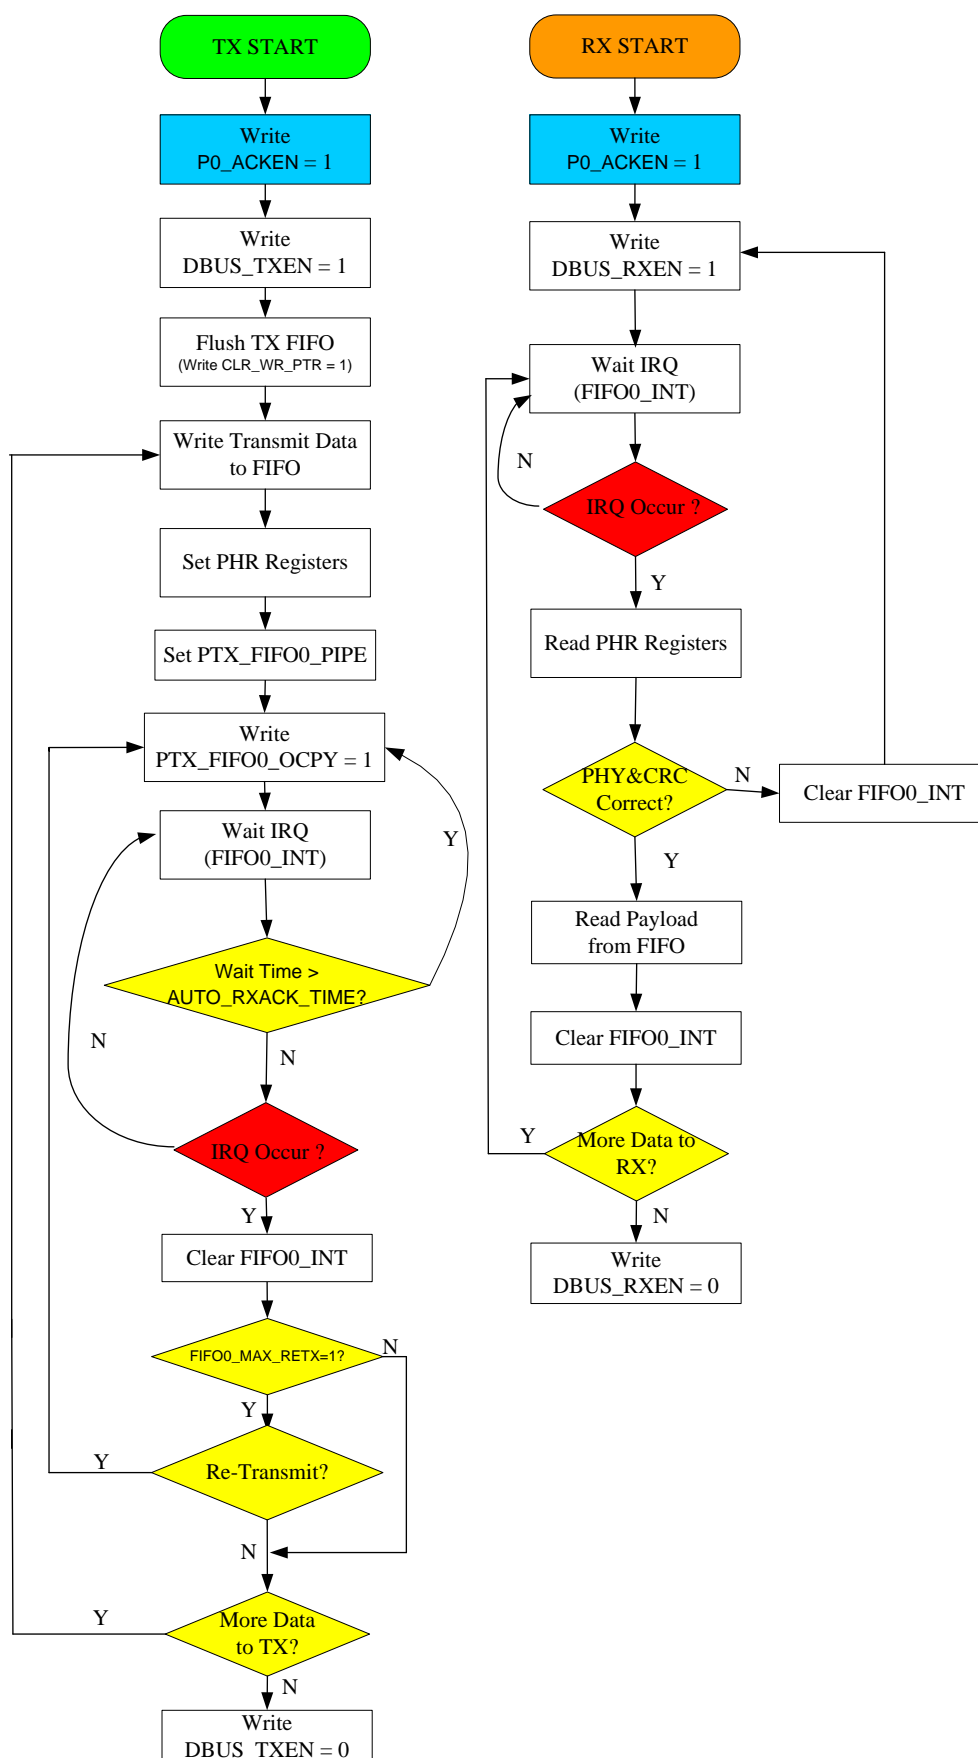 TX START
Write
P0_ACKEN = 1
Write
DBUS_TXEN = 1
Flush TX FIFO
(Write CLR_WR_PTR = 1)
Write Transmit Data
to FIFO
Set PHR Registers
Set PTX_FIFO0_PIPE
Write
PTX_FIFO0_OCPY = 1
Wait IRQ
(FIFO0_INT)
Y
Wait Time >
AUTO_RXACK_TIME?
N
N
IRQ Occur ?
Y
Clear FIFO0_INT
FIFO0_MAX_RETX=1?
N
Y
Re-Transmit?
Y
N
More Data
to TX?
Y
N
Write
DBUS_TXEN = 0
RX START
Write
P0_ACKEN = 1
Write
DBUS_RXEN = 1
Wait IRQ
(FIFO0_INT)
N
IRQ Occur ?
Y
Read PHR Registers
PHY&CRC
Correct?
N
Clear FIFO0_INT
Y
Read Payload
from FIFO
Clear FIFO0_INT
More Data to
RX?
Y
N
Write
DBUS_RXEN = 0